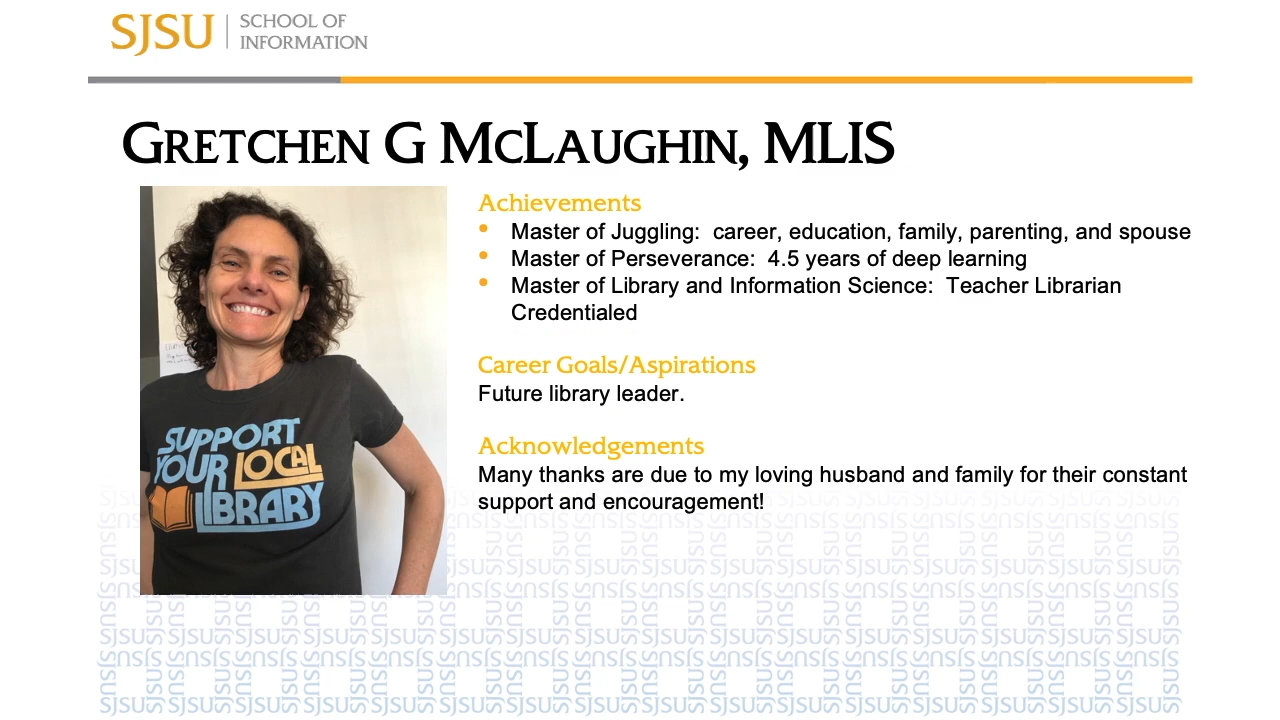 SJSU SCHOOL OF
INFORMATION
GRETCHEN G MCLAUGHIN, MLIS
Achievements
• Master of Juggling: career, education, family, parenting, and spouse
• Master of Perseverance: 4.5 years of deep learning
• Master of Library and Information Science: Teacher Librarian
Credentialed
Career Goals/Aspirations
Future library leader.
Acknowledgements
Many thanks are due to my loving husband and family for their constant
support and encouragement!
SUPPORT
YOUR LOCAL
LIBRARY